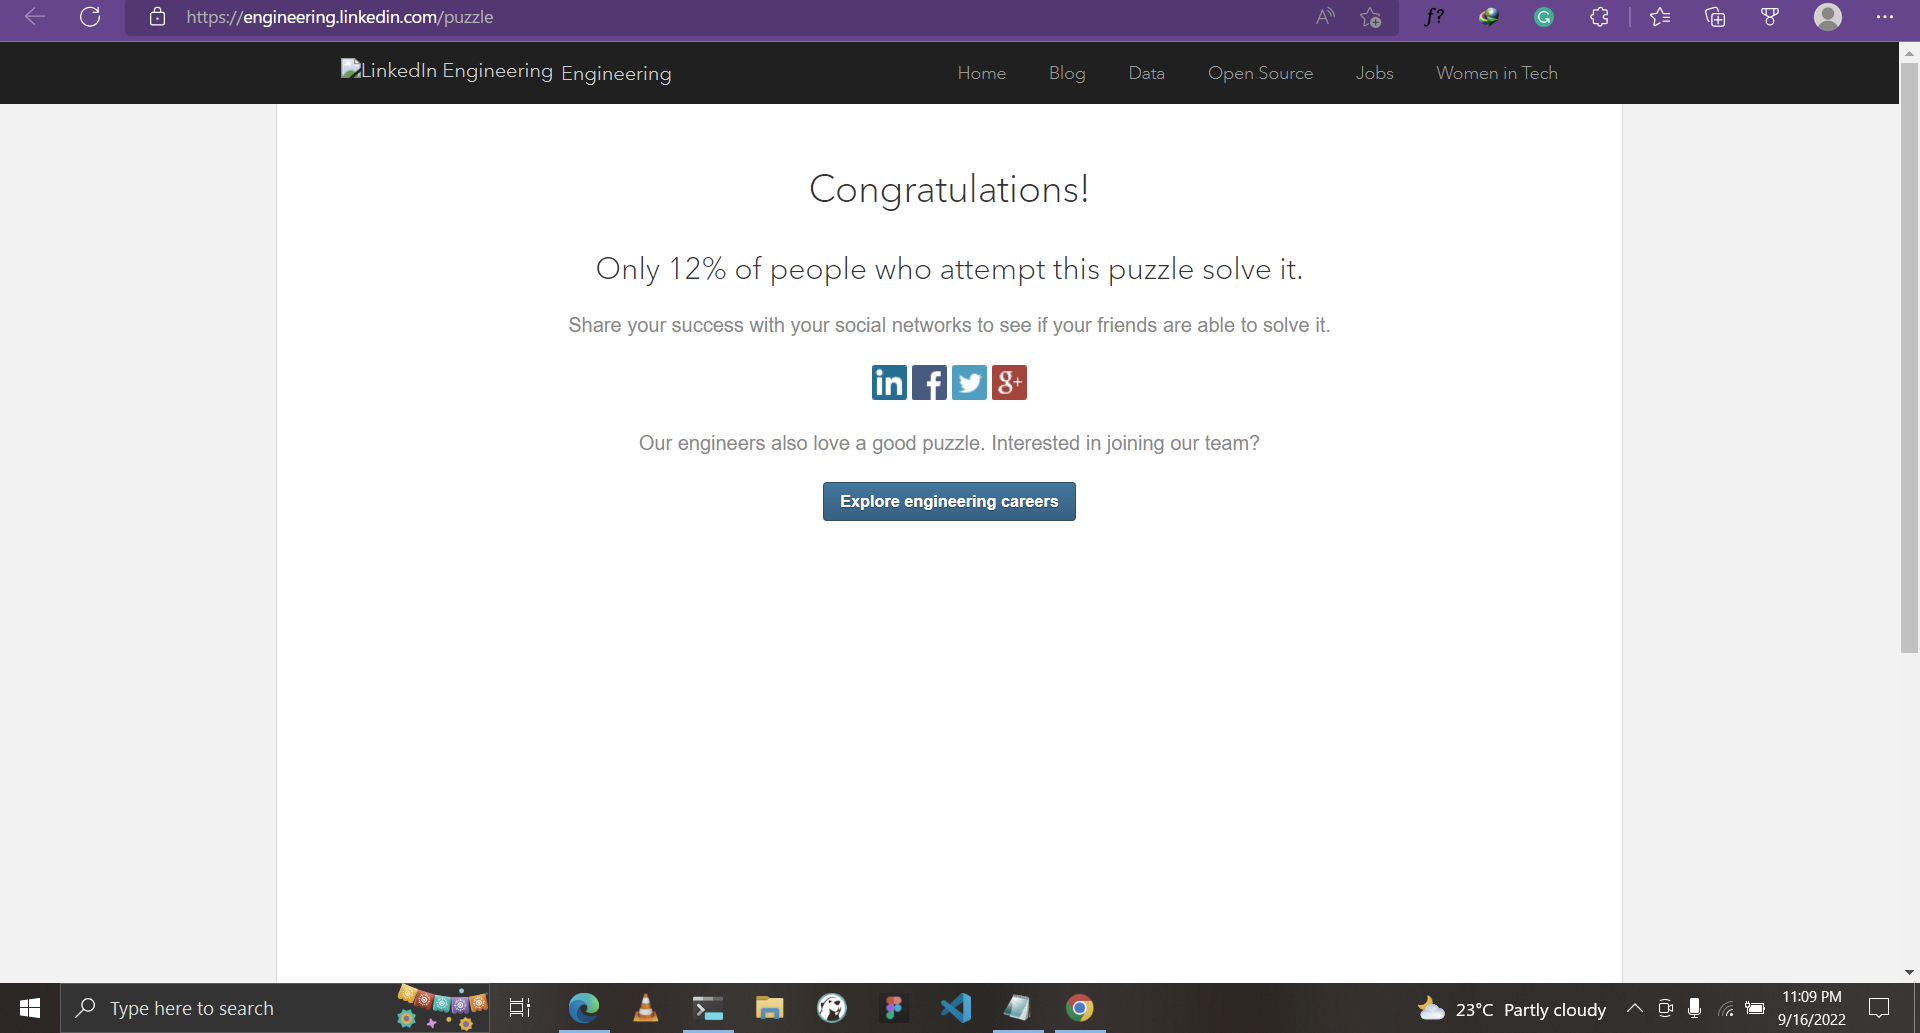 https://engineering.linkedin.com/puzzle
LinkedIn Engineering Engineering
Home Blog Data Open Source Jobs Women in Tech
Congratulations!
Only 12% of people who attempt this puzzle solve it.
Share your success with your social networks to see if your friends are able to solve it.
in f g+
Our engineers also love a good puzzle. Interested in joining our team?
Explore engineering careers
Type here to search
23°C Partly cloudy
11:09 PM
9/16/2022